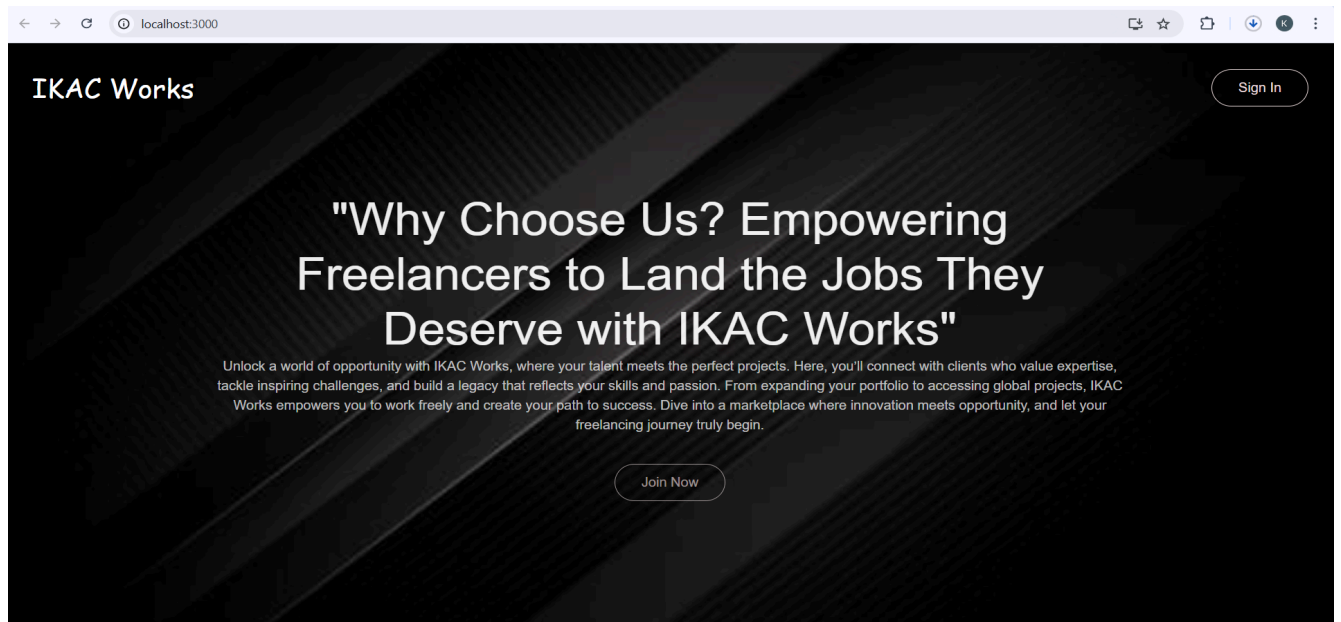 localhost:3000
K
IKAC Works
Sign In
"Why Choose Us? Empowering
Freelancers to Land the Jobs They
Deserve with IKAC Works"
Unlock a world of opportunity with IKAC Works, where your talent meets the perfect projects. Here, you'll connect with clients who value expertise,
tackle inspiring challenges, and build a legacy that reflects your skills and passion. From expanding your portfolio to accessing global projects, IKAC
Works empowers you to work freely and create your path to success. Dive into a marketplace where innovation meets opportunity, and let your
freelancing journey truly begin.
Join Now